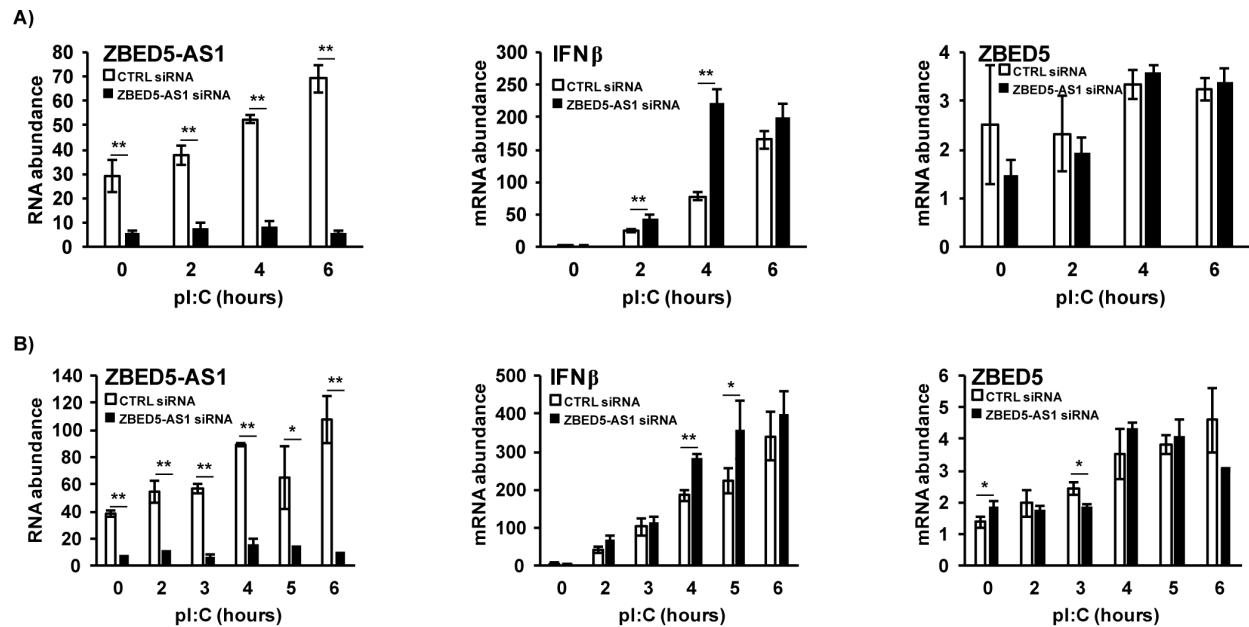 A)
ZBED5-AS1
CTRL siRNA
ZBED5-AS1 siRNA
RNA abundance
80
70
60
50
40
30
20
10
0
**
**
**
**
0 2 4 6
pI:C (hours)
IFNβ
CTRL siRNA
ZBED5-AS1 siRNA
mRNA abundance
300
250
200
150
100
50
0
**
**
0 2 4 6
pI:C (hours)
ZBED5
CTRL siRNA
ZBED5-AS1 siRNA
mRNA abundance
4
3
2
1
0
0 2 4 6
pI:C (hours)
B)
ZBED5-AS1
CTRL siRNA
ZBED5-AS1 siRNA
RNA abundance
140
120
100
80
60
40
20
0
**
**
**
**
*
**
0 2 3 4 5 6
pI:C (hours)
IFNβ
CTRL siRNA
ZBED5-AS1 siRNA
mRNA abundance
500
400
300
200
100
0
**
*
0 2 3 4 5 6
pI:C (hours)
ZBED5
CTRL siRNA
ZBED5-AS1 siRNA
mRNA abundance
6
5
4
3
2
1
0
*
*
0 2 3 4 5 6
pI:C (hours)